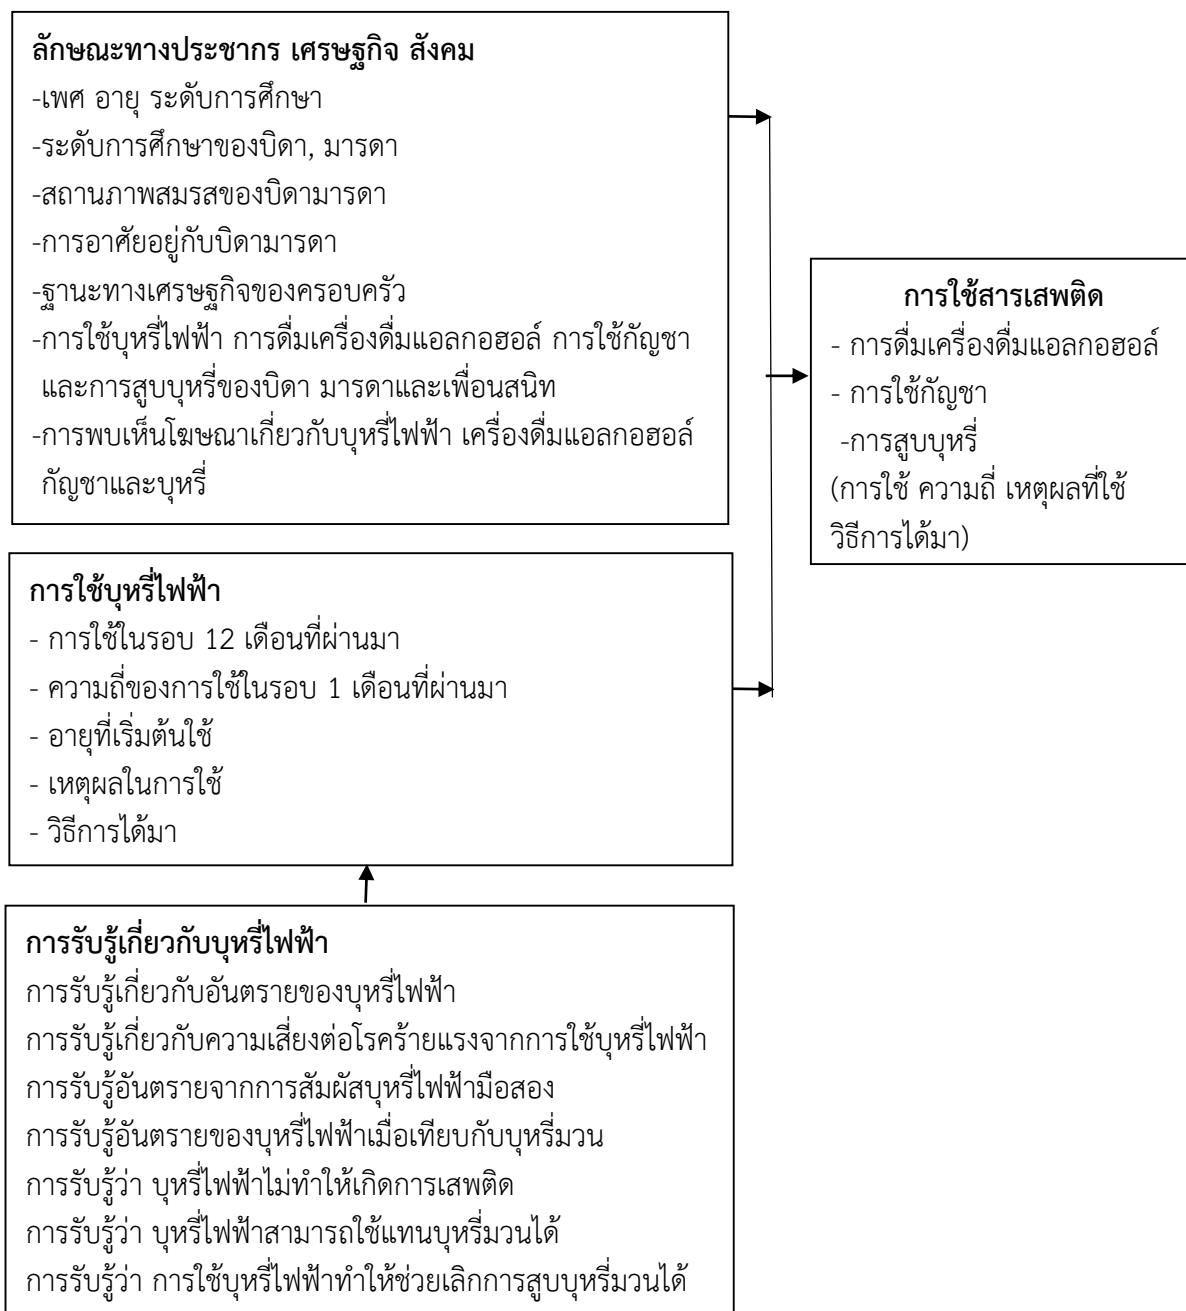 ลักษณะทางประชากร เศรษฐกิจ สังคม
-เพศ อายุ ระดับการศึกษา
-ระดับการศึกษาของบิดา, มารดา
-สถานภาพสมรสของบิดามารดา
-การอาศัยอยู่กับบิดามารดา
-ฐานะทางเศรษฐกิจของครอบครัว
-การใช้บุหรี่ไฟฟ้า การดื่มเครื่องดื่มแอลกอฮอล์ การใช้กัญชา
และการสูบบุหรี่ของบิดา มารดาและเพื่อนสนิท
-การพบเห็นโฆษณาเกี่ยวกับบุหรี่ไฟฟ้า เครื่องดื่มแอลกอฮอล์
กัญชาและบุหรี่
การใช้สารเสพติด
- การดื่มเครื่องดื่มแอลกอฮอล์
- การใช้กัญชา
-การสูบบุหรี่
(การใช้ ความถี่ เหตุผลที่ใช้
วิธีการได้มา)
การใช้บุหรี่ไฟฟ้า
- การใช้ในรอบ 12 เดือนที่ผ่านมา
- ความถี่ของการใช้ในรอบ 1 เดือนที่ผ่านมา
- อายุที่เริ่มต้นใช้
- เหตุผลในการใช้
- วิธีการได้มา
การรับรู้เกี่ยวกับบุหรี่ไฟฟ้า
การรับรู้เกี่ยวกับอันตรายของบุหรี่ไฟฟ้า
การรับรู้เกี่ยวกับความเสี่ยงต่อโรคร้ายแรงจากการใช้บุหรี่ไฟฟ้า
การรับรู้อันตรายจากการสัมผัสบุหรี่ไฟฟ้ามือสอง
การรับรู้อันตรายของบุหรี่ไฟฟ้าเมื่อเทียบกับบุหรี่มวน
การรับรู้ว่า บุหรี่ไฟฟ้าไม่ทำให้เกิดการเสพติด
การรับรู้ว่า บุหรี่ไฟฟ้าสามารถใช้แทนบุหรี่มวนได้
การรับรู้ว่า การใช้บุหรี่ไฟฟ้าทำให้ช่วยเลิกการสูบบุหรี่มวนได้